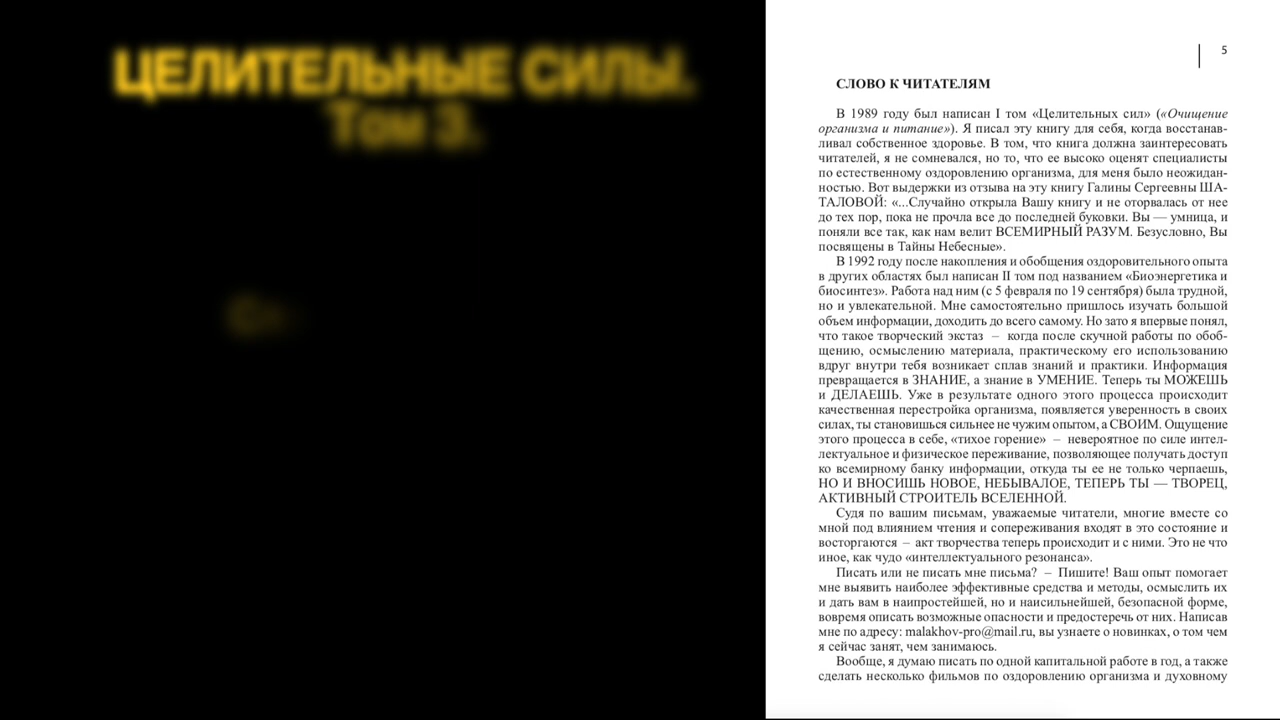 ЦЕЛИТЕЛЬНЫЕ СИЛЫ.
Том 3.
5
СЛОВО К ЧИТАТЕЛЯМ
В 1989 году был написан I том «Целительных сил» («Очищение
организма и питание»). Я писал эту книгу для себя, когда восстанав-
ливал собственное здоровье. В том, что книга должна заинтересовать
читателей, я не сомневался, но то, что ее высоко оценят специалисты
по естественному оздоровлению организма, для меня было неожидан-
ностью. Вот выдержки из отзыва на эту книгу Галины Сергеевны ША-
ТАЛОВОЙ: «...Случайно открыла Вашу книгу и не оторвалась от нее
до тех пор, пока не прочла все до последней буковки. Вы — умница, и
поняли все так, как нам велит ВСЕМИРНЫЙ РАЗУМ. Безусловно, Вы
посвящены в Тайны Небесные».
В 1992 году после накопления и обобщения оздоровительного опыта
в других областях был написан II том под названием «Биоэнергетика и
биосинтез». Работа над ним (с 5 февраля по 19 сентября) была трудной,
но и увлекательной. Мне самостоятельно пришлось изучать большой
объем информации, доходить до всего самому. Но зато я впервые понял,
что такое творческий экстаз – когда после скучной работы по обоб-
щению, осмыслению материала, практическому его использованию
вдруг внутри тебя возникает сплав знаний и практики. Информация
превращается в ЗНАНИЕ, а знание в УМЕНИЕ. Теперь ты МОЖЕШЬ
и ДЕЛАЕШЬ. Уже в результате одного этого процесса происходит
качественная перестройка организма, появляется уверенность в своих
силах, ты становишься сильнее не чужим опытом, а СВОИМ. Ощущение
этого процесса в себе, «тихое горение» – невероятное по силе интел-
лектуальное и физическое переживание, позволяющее получать доступ
ко всемирному банку информации, откуда ты ее не только черпаешь,
НО И ВНОСИШЬ НОВОЕ, НЕБЫВАЛОЕ, ТЕПЕРЬ ТЫ — ТВОРЕЦ,
АКТИВНЫЙ СТРОИТЕЛЬ ВСЕЛЕННОЙ.
Судя по вашим письмам, уважаемые читатели, многие вместе со
мной под влиянием чтения и сопереживания входят в это состояние и
восторгаются – акт творчества теперь происходит и с ними. Это не что
иное, как чудо «интеллектуального резонанса».
Писать или не писать мне письма? – Пишите! Ваш опыт помогает
мне выявить наиболее эффективные средства и методы, осмыслить их
и дать вам в наипростейшей, но и наисильнейшей, безопасной форме,
вовремя описать возможные опасности и предостеречь от них. Написав
мне по адресу: malakhov-pro@mail.ru, вы узнаете о новинках, о том чем
я сейчас занят, чем занимаюсь.
Вообще, я думаю писать по одной капитальной работе в год, а также
сделать несколько фильмов по оздоровлению организма и духовному